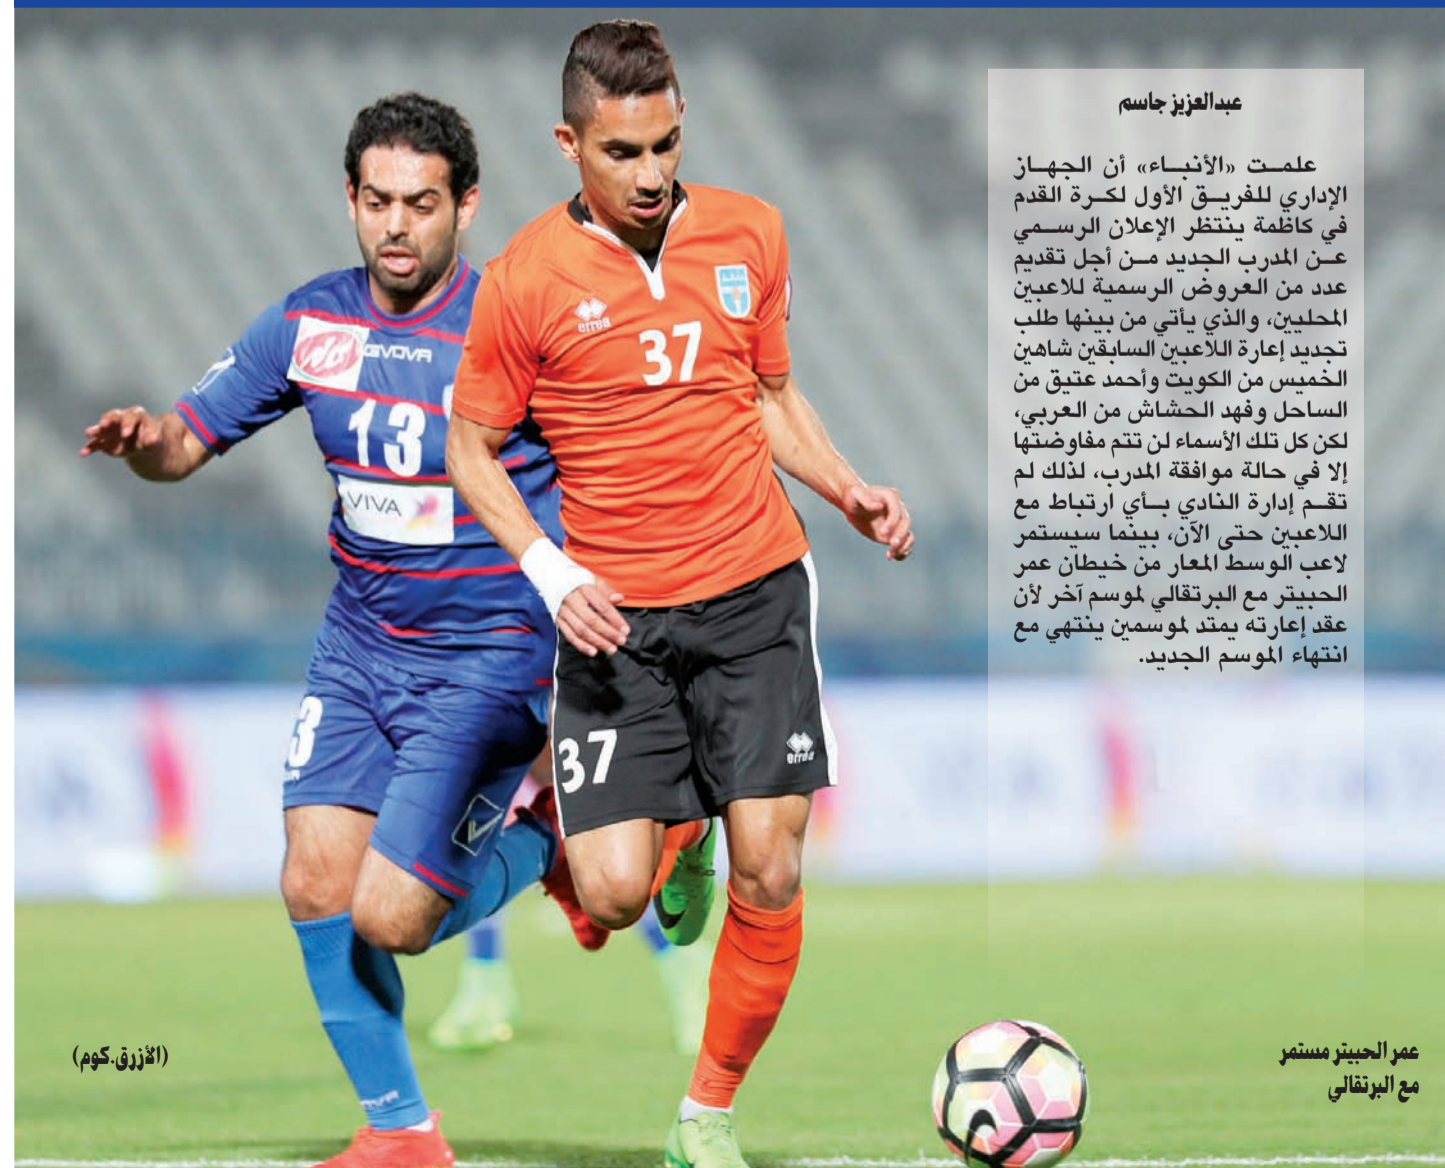 عبدالعزيز جاسم
علمت «الأنباء» أن الجهاز
الإداري للفريق الأول لكرة القدم
في كاظمة ينتظر الإعلان الرسمي
عن المدرب الجديد من أجل تقديم
عدد من العروض الرسمية للاعبين
المحليين، والذي يأتي من بينها طلب
تجديد إعارة اللاعبين السابقين شاهين
الخميس من الكويت وأحمد عتيق من
الساحل وفهد الحشاش من العربي،
لكن كل تلك الأسماء لن تتم مفاوضتها
إلا في حالة موافقة المدرب، لذلك لم
تقم إدارة النادي بأي ارتباط مع
اللاعبين حتى الآن، بينما سيستمر
لاعب الوسط المعار من خيطان عمر
الحبيتر مع البرتقالي لموسم آخر لأن
عقد إعارته يمتد لموسمين ينتهي مع
انتهاء الموسم الجديد.
errea
37
GIVOVA
13
VIVA
3
37
errea
عمر الحبيتر مستمر
مع البرتقالي
(الأزرق.كوم)